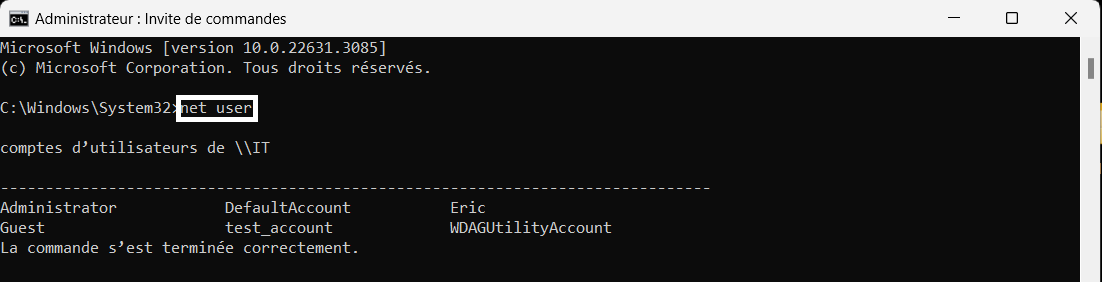 Administrateur : Invite de commandes
Microsoft Windows [version 10.0.22631.3085]
(c) Microsoft Corporation. Tous droits réservés.
C:\Windows\System32>net user
comptes d’utilisateurs de \\IT
-------------------------------------------------------------------------------
Administrator            DefaultAccount           Eric
Guest                    test_account             WDAGUtilityAccount
La commande s’est terminée correctement.